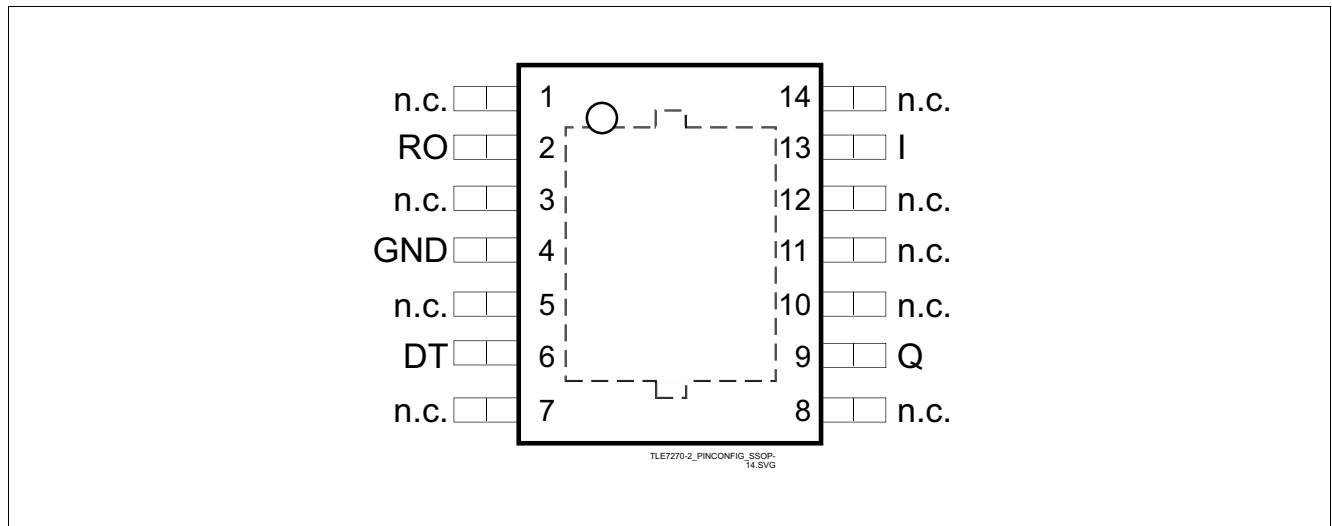 n.c. 1 14 n.c.
RO 2 13 I
n.c. 3 12 n.c.
GND 4 11 n.c.
n.c. 5 10 n.c.
DT 6 9 Q
n.c. 7 8 n.c.
TLE7270-2_PINCONFIG_SSOP-
14.SVG